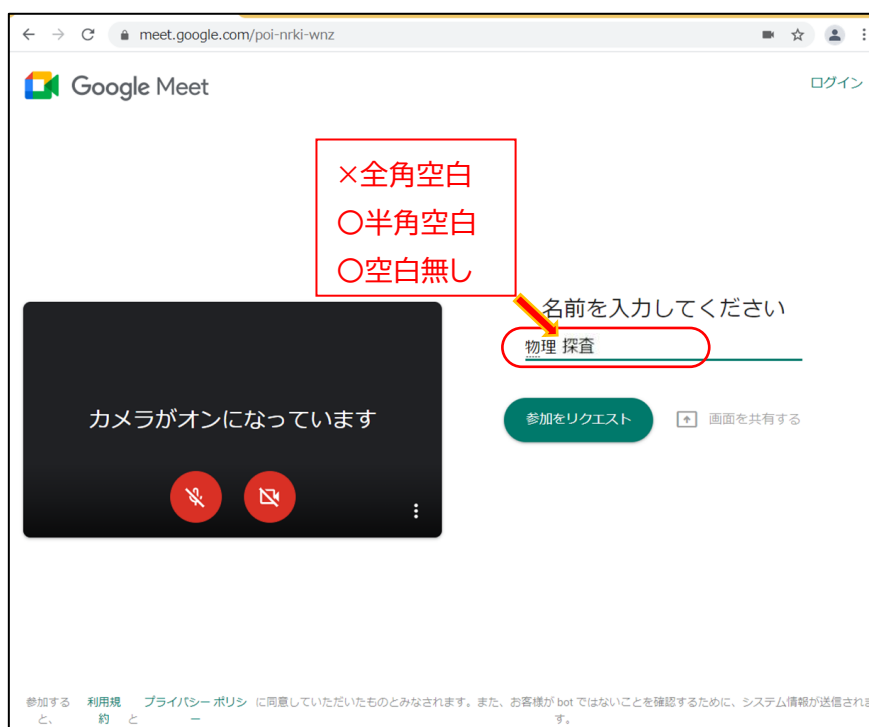 meet.google.com/poi-nrki-wnz
Google Meet
ログイン
×全角空白
○半角空白
○空白無し
名前を入力してください
物理 探査
カメラがオンになっています
参加をリクエスト
画面を共有する
参加する 利用規 プライバシー ポリシ に同意していただいたものとみなされます。また、お客様が bot ではないことを確認するために、システム情報が送信されま
と、 約 と ー す。